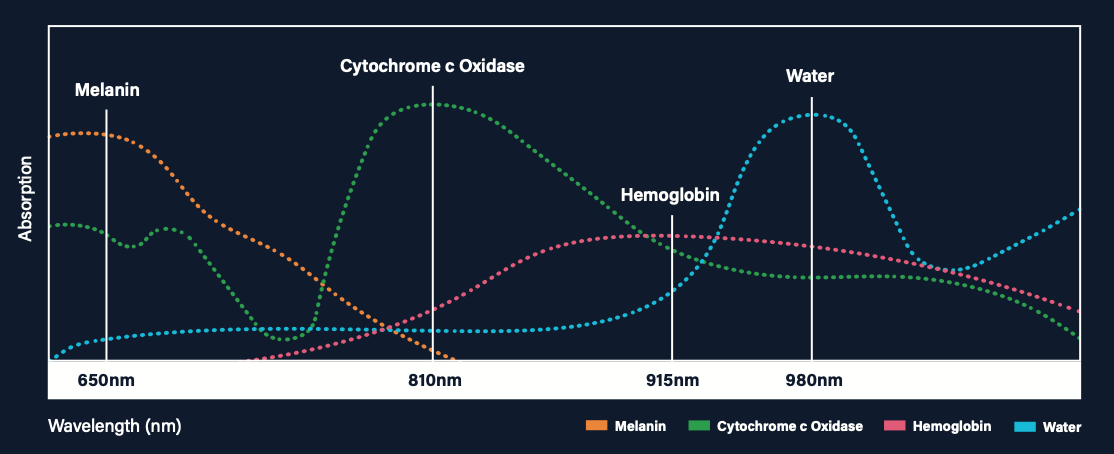 Cytochrome c Oxidase
Water
Melanin
Hemoglobin
Absorption
650nm 810nm 915nm 980nm
Wavelength (nm)
Melanin Cytochrome c Oxidase Hemoglobin Water